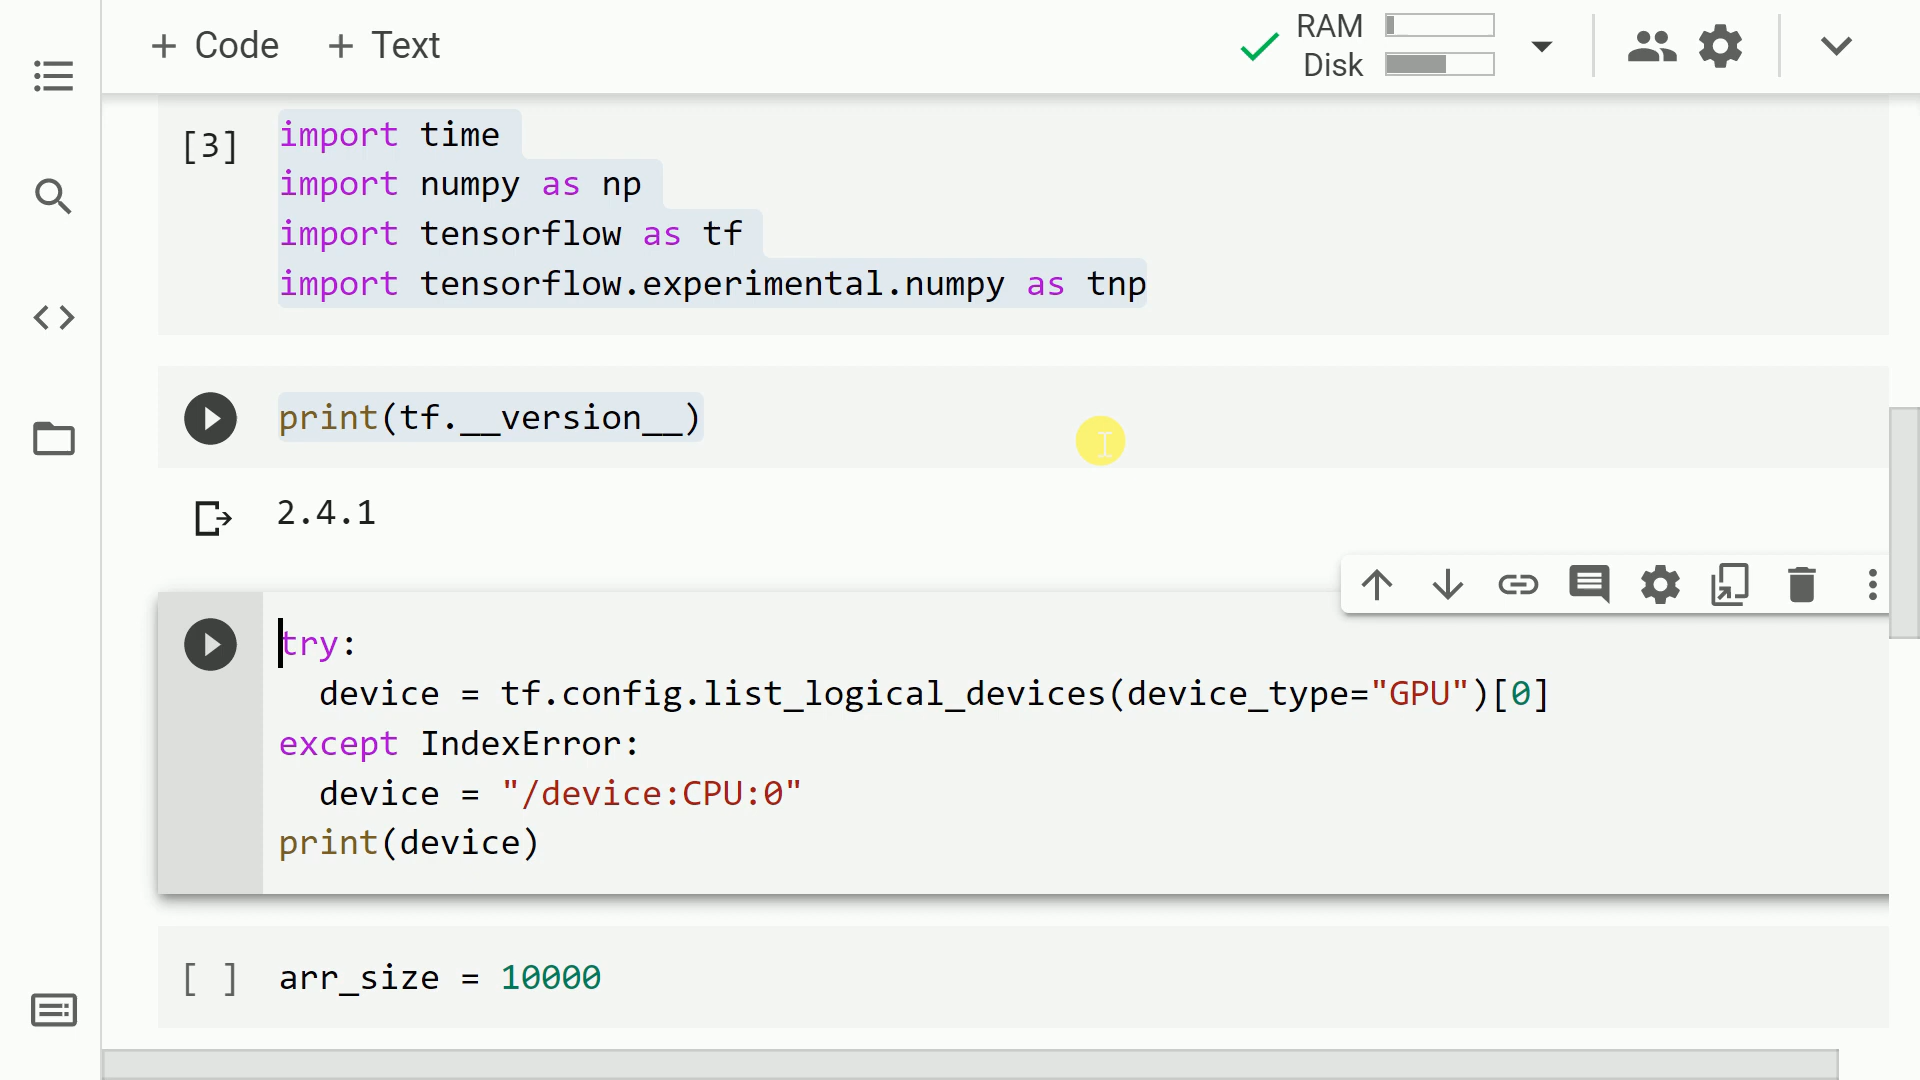 + Code + Text
RAM
Disk
[3]
import time
import numpy as np
import tensorflow as tf
import tensorflow.experimental.numpy as tnp
print(tf.__version__)
2.4.1
try:
  device = tf.config.list_logical_devices(device_type="GPU")[0]
except IndexError:
  device = "/device:CPU:0"
print(device)
[ ] arr_size = 10000